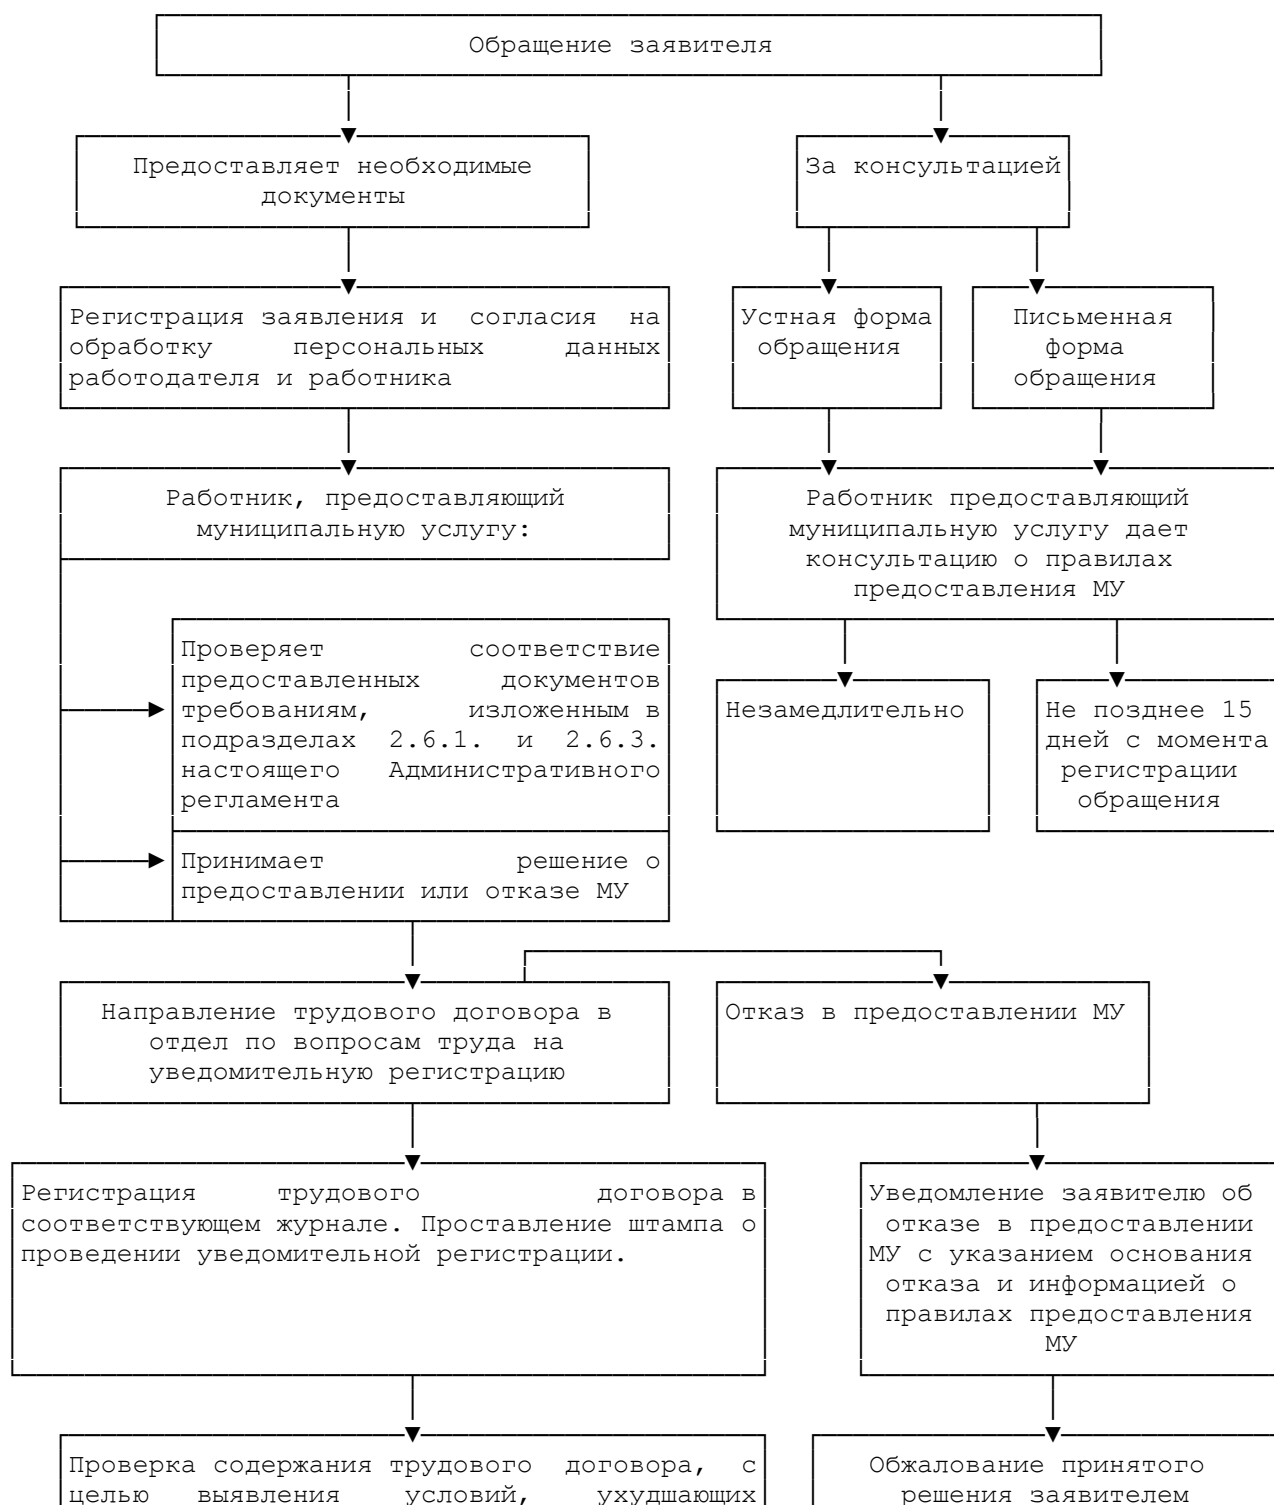 Обращение заявителя
Предоставляет необходимые
документы
За консультацией
Регистрация заявления и согласия на
обработку персональных данных
работодателя и работника
Устная форма
обращения
Письменная
форма
обращения
Работник, предоставляющий
муниципальную услугу:
Работник предоставляющий
муниципальную услугу дает
консультацию о правилах
предоставления МУ
Проверяет соответствие
предоставленных документов
требованиям, изложенным в
подразделах 2.6.1. и 2.6.3.
настоящего Административного
регламента
Незамедлительно
Не позднее 15
дней с момента
регистрации
обращения
Принимает решение о
предоставлении или отказе МУ
Направление трудового договора в
отдел по вопросам труда на
уведомительную регистрацию
Отказ в предоставлении МУ
Регистрация трудового договора в
соответствующем журнале. Проставление штампа о
проведении уведомительной регистрации.
Уведомление заявителю об
отказе в предоставлении
МУ с указанием основания
отказа и информацией о
правилах предоставления
МУ
Проверка содержания трудового договора, с
целью выявления условий, ухудшающих
Обжалование принятого
решения заявителем